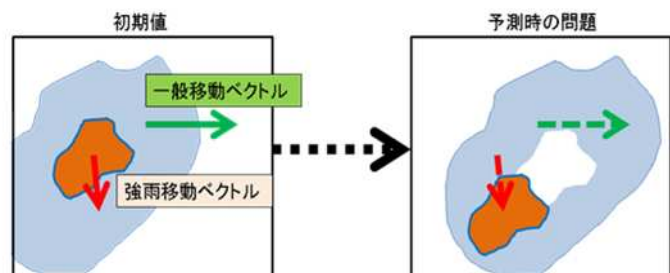 初期値
予測時の問題
一般移動ベクトル
強雨移動ベクトル